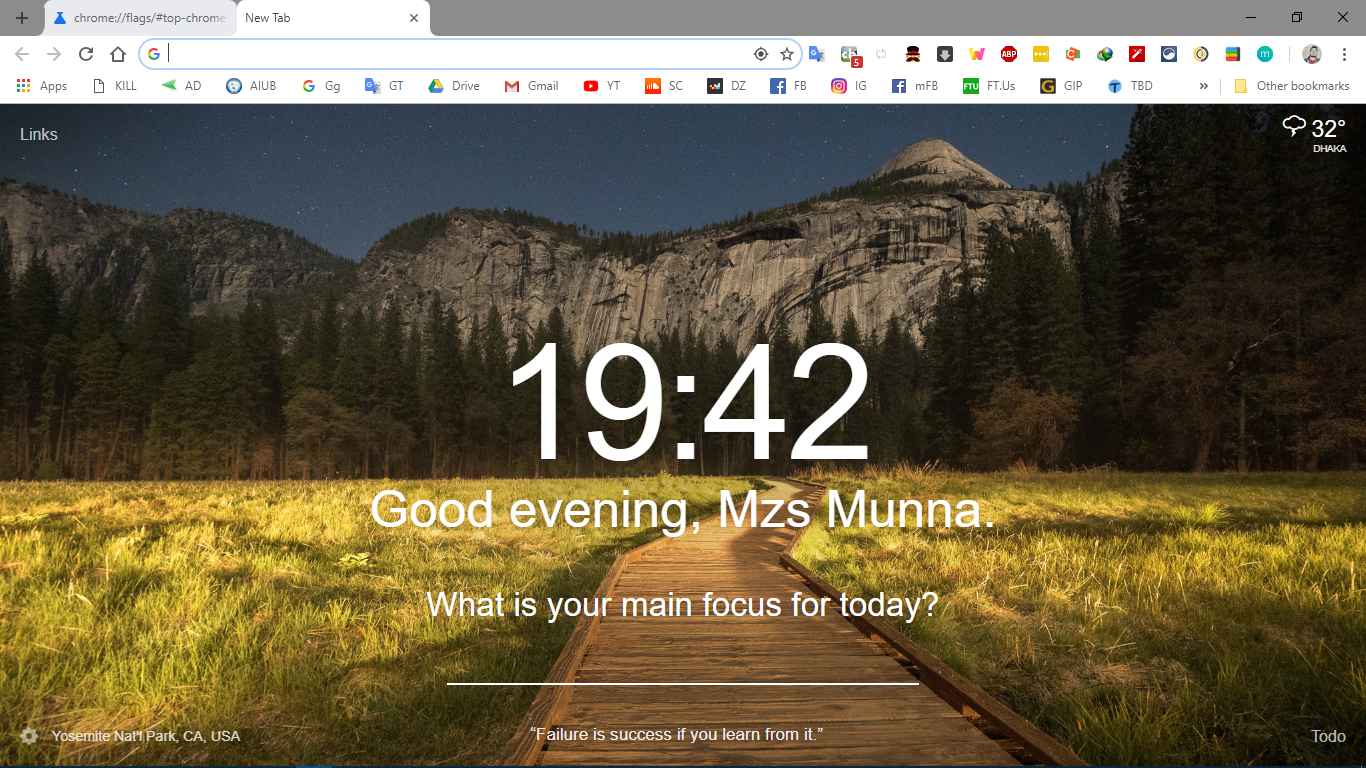 chrome://flags/#top-chrome
New Tab
5
ABP
m
Apps
KILL
AD
AIUB
Gg
GT
Drive
Gmail
YT
SC
DZ
FB
IG
mFB
FTU
FT.Us
GIP
TBD
»
Other bookmarks
Links
32°
DHAKA
19:42
Good evening, Mzs Munna.
What is your main focus for today?
“Failure is success if you learn from it.”
Yosemite Nat'l Park, CA, USA
Todo